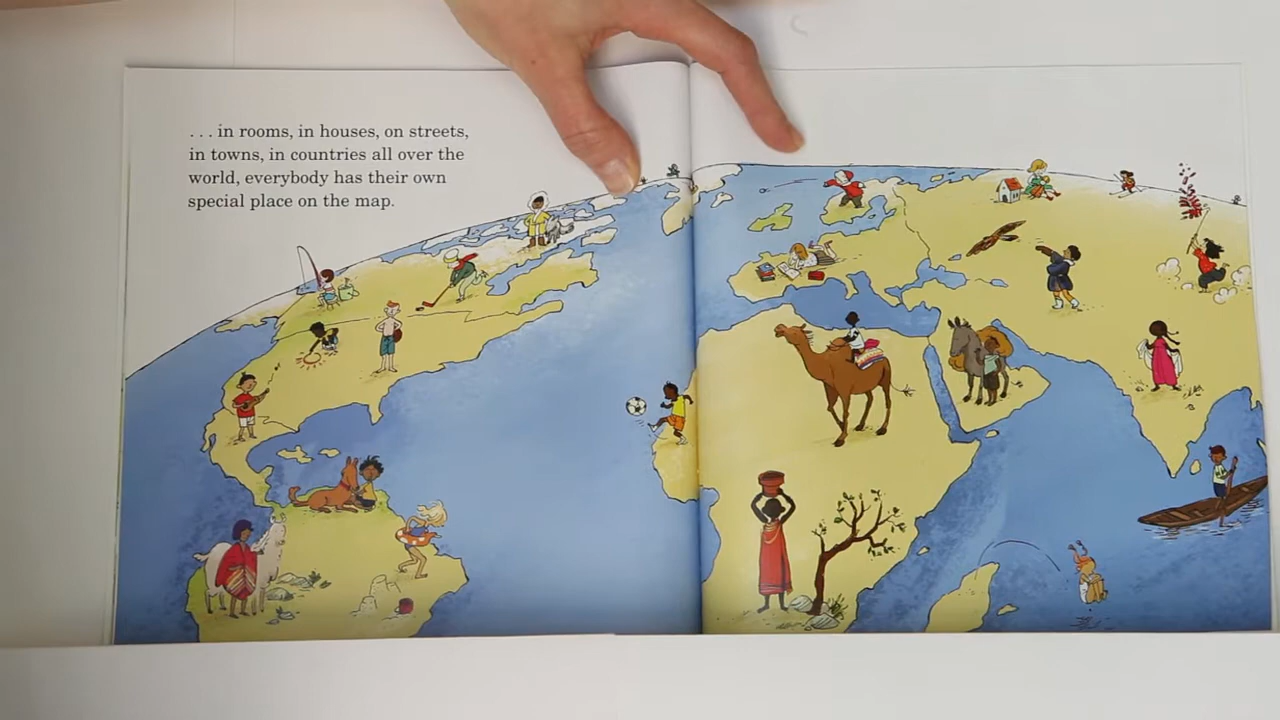 . . . in rooms, in houses, on streets,
in towns, in countries all over the
world, everybody has their own
special place on the map.